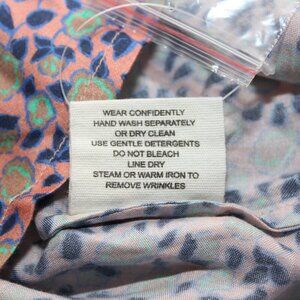 WEAR CONFIDENTLY
HAND WASH SEPARATELY
OR DRY CLEAN
USE GENTLE DETERGENTS
DO NOT BLEACH
LINE DRY
STEAM OR WARM IRON TO
REMOVE WRINKLES